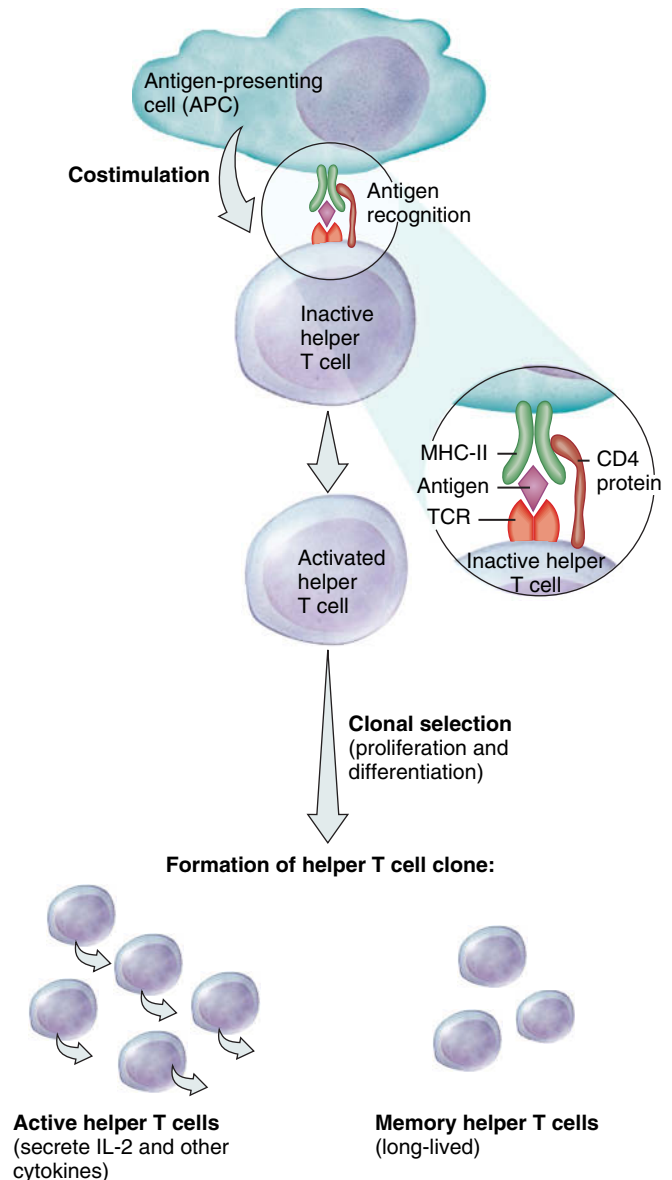 Antigen-presenting
cell (APC)
Costimulation
Antigen
recognition
Inactive
helper
T cell
MHC-II
CD4
protein
Antigen
TCR
Inactive helper
T cell
Activated
helper
T cell
Clonal selection
(proliferation and
differentiation)
Formation of helper T cell clone:
Active helper T cells
(secrete IL-2 and other
cytokines)
Memory helper T cells
(long-lived)